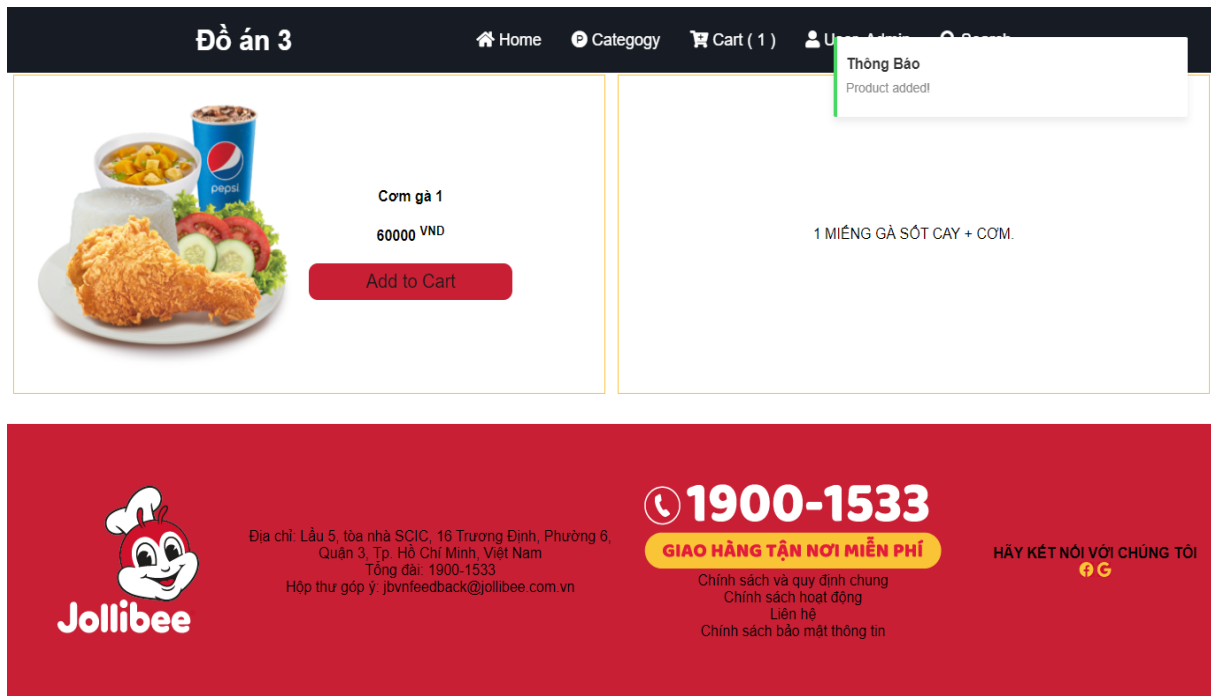 Đồ án 3
Home
Categogy
Cart ( 1 )
Thông Báo
Product added!
pepsi
Cơm gà 1
60000 VND
Add to Cart
1 MIẾNG GÀ SỐT CAY + CƠM.
Jollibee
Địa chỉ: Lầu 5, tòa nhà SCIC, 16 Trương Định, Phường 6,
Quận 3, Tp. Hồ Chí Minh, Việt Nam
Tổng đài: 1900-1533
Hộp thư góp ý: jbvnfeedback@jollibee.com.vn
1900-1533
GIAO HÀNG TẬN NƠI MIỄN PHÍ
Chính sách và quy định chung
Chính sách hoạt động
Liên hệ
Chính sách bảo mật thông tin
HÃY KẾT NỐI VỚI CHÚNG TÔI